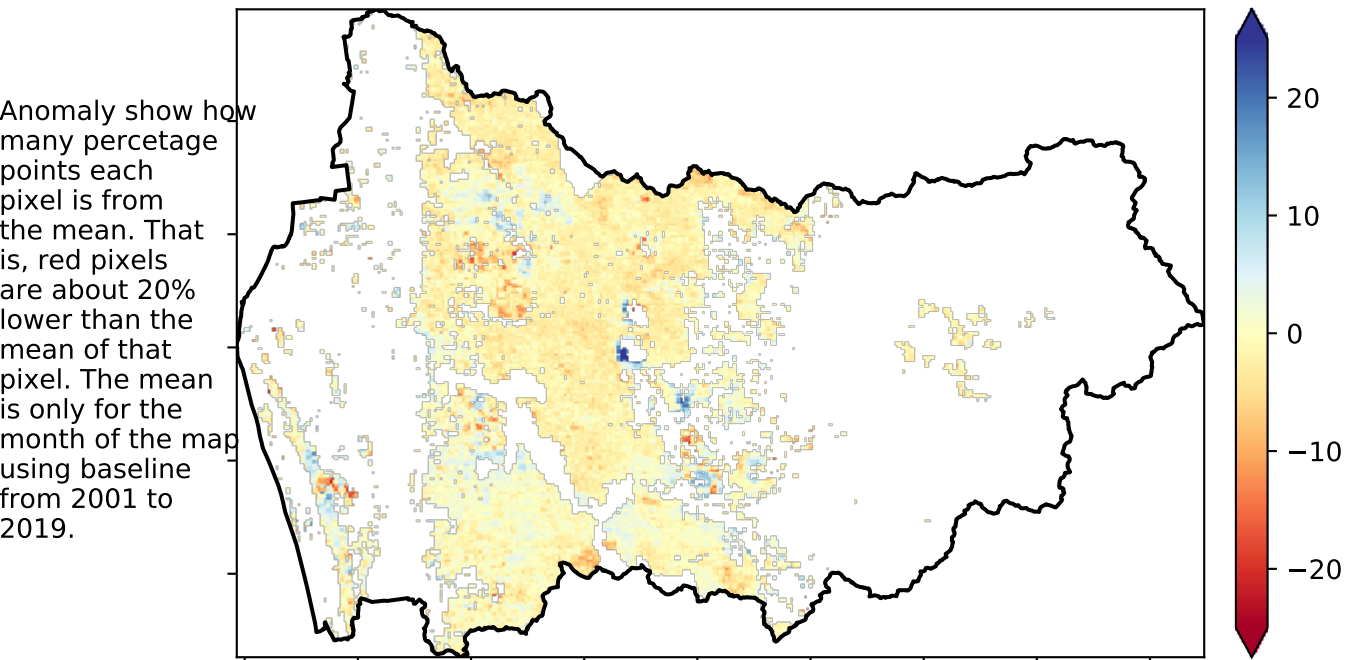 Anomaly show how
many percetage
points each
pixel is from
the mean. That
is, red pixels
are about 20%
lower than the
mean of that
pixel. The mean
is only for the
month of the map
using baseline
from 2001 to
2019.
20
10
0
−10
−20